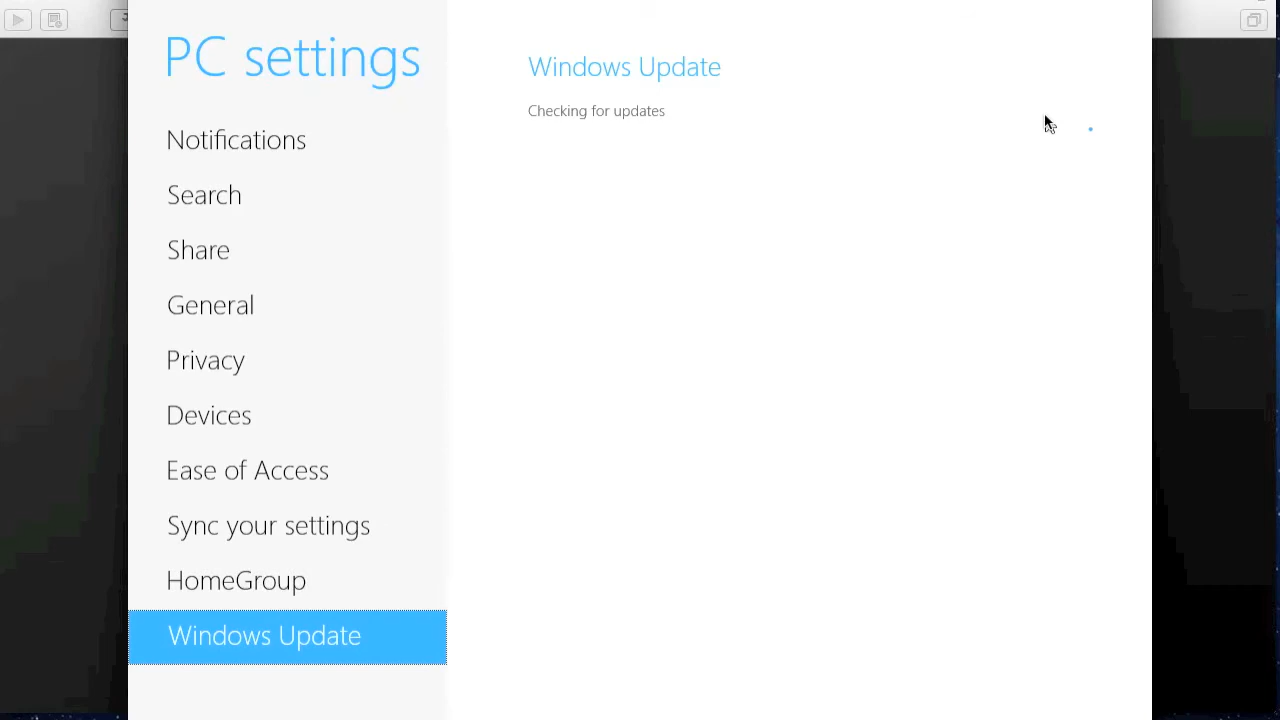 PC settings
Notifications
Search
Share
General
Privacy
Devices
Ease of Access
Sync your settings
HomeGroup
Windows Update
Windows Update
Checking for updates